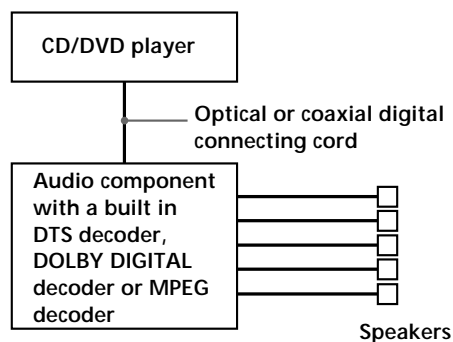 CD/DVD player
Optical or coaxial digital
connecting cord
Audio component
with a built in
DTS decoder,
DOLBY DIGITAL
decoder or MPEG
decoder
Speakers